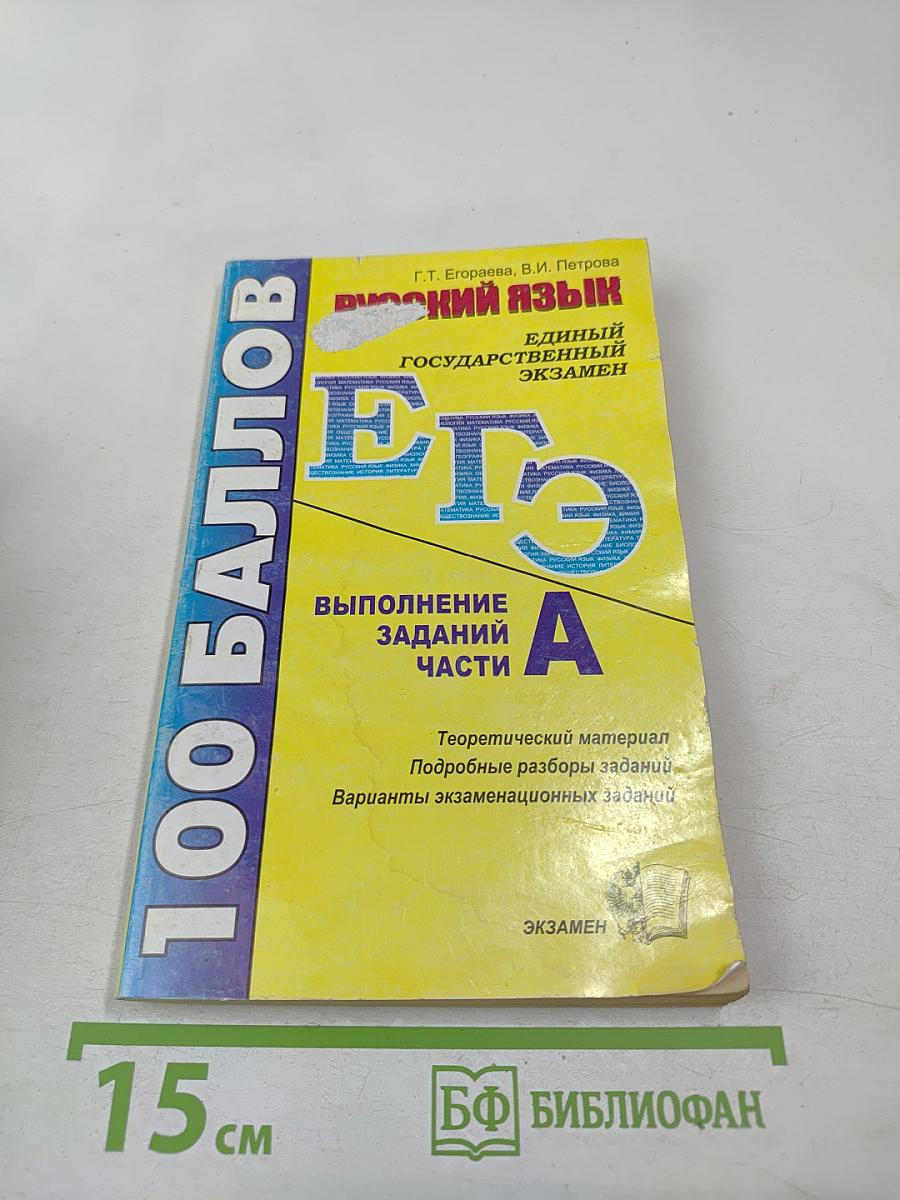 100 БАЛЛОВ
Г.Т. Егораева, В.И. Петрова
РУССКИЙ ЯЗЫК
ЕДИНЫЙ
ГОСУДАРСТВЕННЫЙ
ЭКЗАМЕН
ЕГЭ
ВЫПОЛНЕНИЕ
ЗАДАНИЙ
ЧАСТИ А
Теоретический материал
Подробные разборы заданий
Варианты экзаменационных заданий
ЭКЗАМЕН
15 см
БФ БИБЛИОФАН